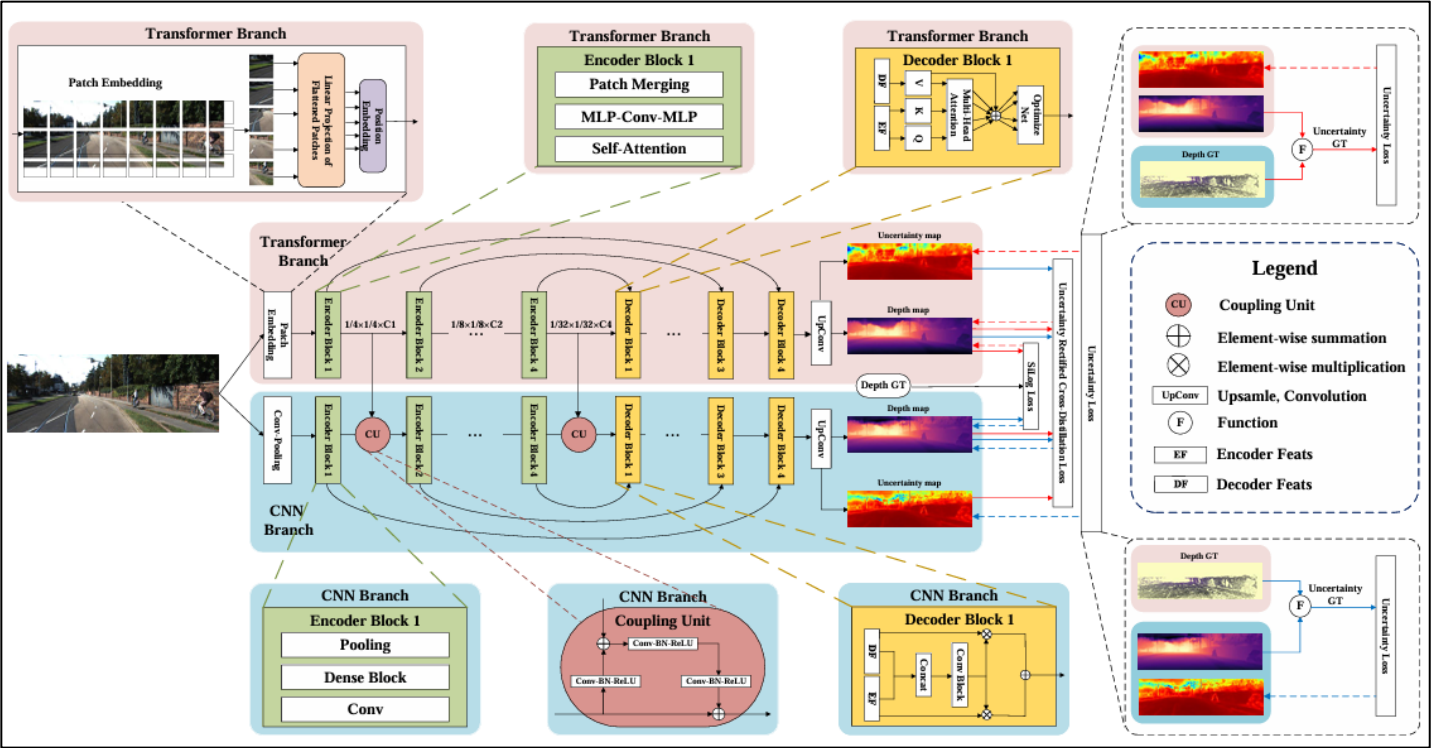 Transformer Branch
Patch Embedding
Linear Projection of
Flattened Patches
Position
Embedding
Transformer Branch
Encoder Block 1
Patch Merging
MLP-Conv-MLP
Self-Attention
Transformer Branch
Decoder Block 1
DF
EF
V
K
Q
Multi-Head
Attention
Optimize
Net
Uncertainty
GT
F
Depth GT
Uncertainty Loss
Transformer
Branch
Patch
Embedding
Encoder Block 1
1/4×1/4×C1
Encoder Block 2
1/8×1/8×C2
...
Encoder Block 4
1/32×1/32×C4
Decoder Block 1
...
Decoder Block 3
Decoder Block 4
UpConv
Uncertainty map
Depth map
Depth GT
SiLog Loss
Uncertainty Rectified Cross-Distillation Loss
Uncertainty Loss
Conv-Pooling
Encoder Block 1
CU
Encoder Block2
...
Encoder Block 4
CU
Decoder Block 1
...
Decoder Block 3
Decoder Block 4
UpConv
Depth map
Uncertainty map
CNN
Branch
Legend
CU
Coupling Unit
Element-wise summation
Element-wise multiplication
UpConv
Upsamle, Convolution
F
Function
EF
Encoder Feats
DF
Decoder Feats
CNN Branch
Encoder Block 1
Pooling
Dense Block
Conv
CNN Branch
Coupling Unit
Conv-BN-ReLU
Conv-BN-ReLU
Conv-BN-ReLU
CNN Branch
Decoder Block 1
DF
EF
Concat
Conv Block
Depth GT
Uncertainty
GT
F
Uncertainty Loss